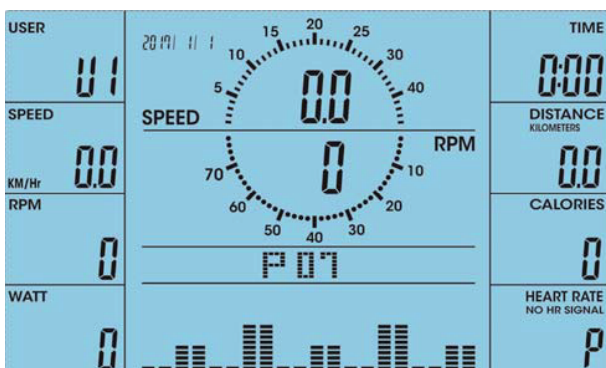 USER
U1
SPEED
KM/Hr 0.0
RPM
0
WATT
0
2019/ 1/ 1
15 20 25
10 30
5 40
SPEED
0.0
RPM
0
70 10
60 20
50 40 30
P07
TIME
0:00
DISTANCE
KILOMETERS
0.0
CALORIES
0
HEART RATE
NO HR SIGNAL
P